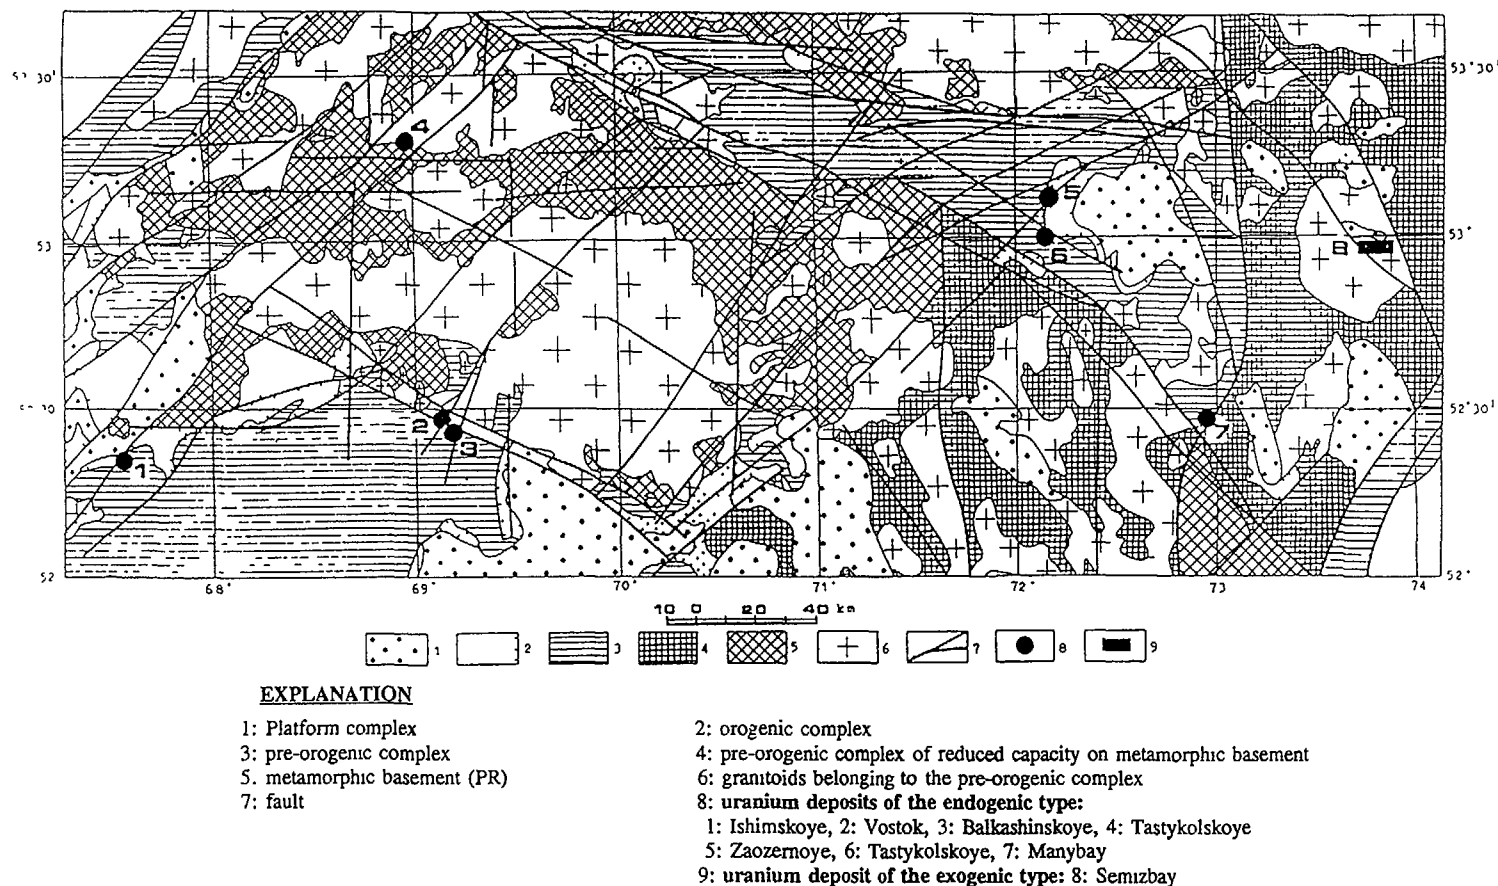 53°30'
53°30'
4
5
53
6
8
53°
2
3
1
7
52°30'
52
68°
69°
70°
71°
72°
73
74
52°
10 0 20 40 km
1 2 3 4 5 6 7 8 9
EXPLANATION
1: Platform complex
2: orogenic complex
3: pre-orogenic complex
4: pre-orogenic complex of reduced capacity on metamorphic basement
5. metamorphic basement (PR)
6: granitoids belonging to the pre-orogenic complex
7: fault
8: uranium deposits of the endogenic type:
1: Ishimskoye, 2: Vostok, 3: Balkashinskoye, 4: Tastykolskoye
5: Zaozernoye, 6: Tastykolskoye, 7: Manybay
9: uranium deposit of the exogenic type: 8: Semizbay